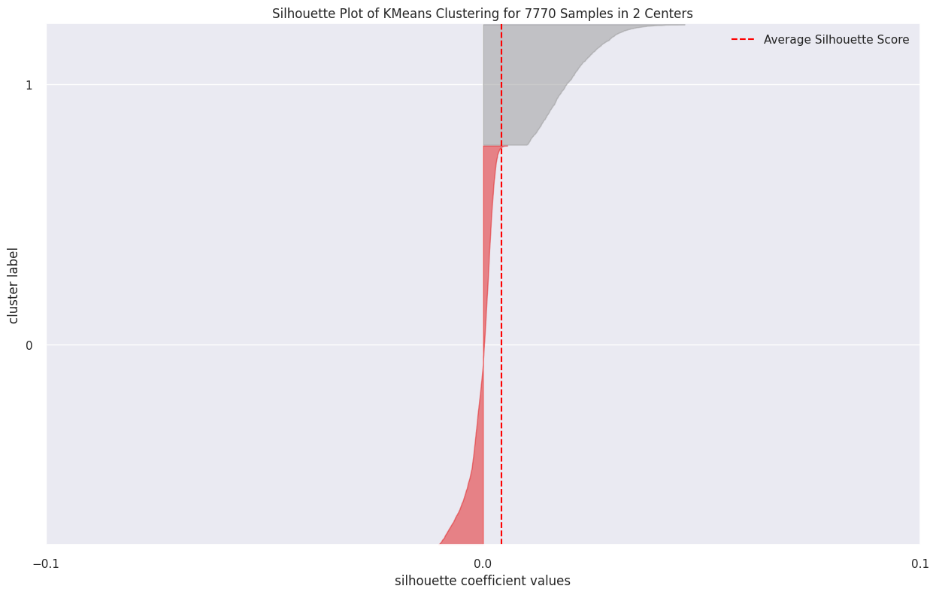 Silhouette Plot of KMeans Clustering for 7770 Samples in 2 Centers
Average Silhouette Score
1
cluster label
0
−0.1
0.0
0.1
silhouette coefficient values